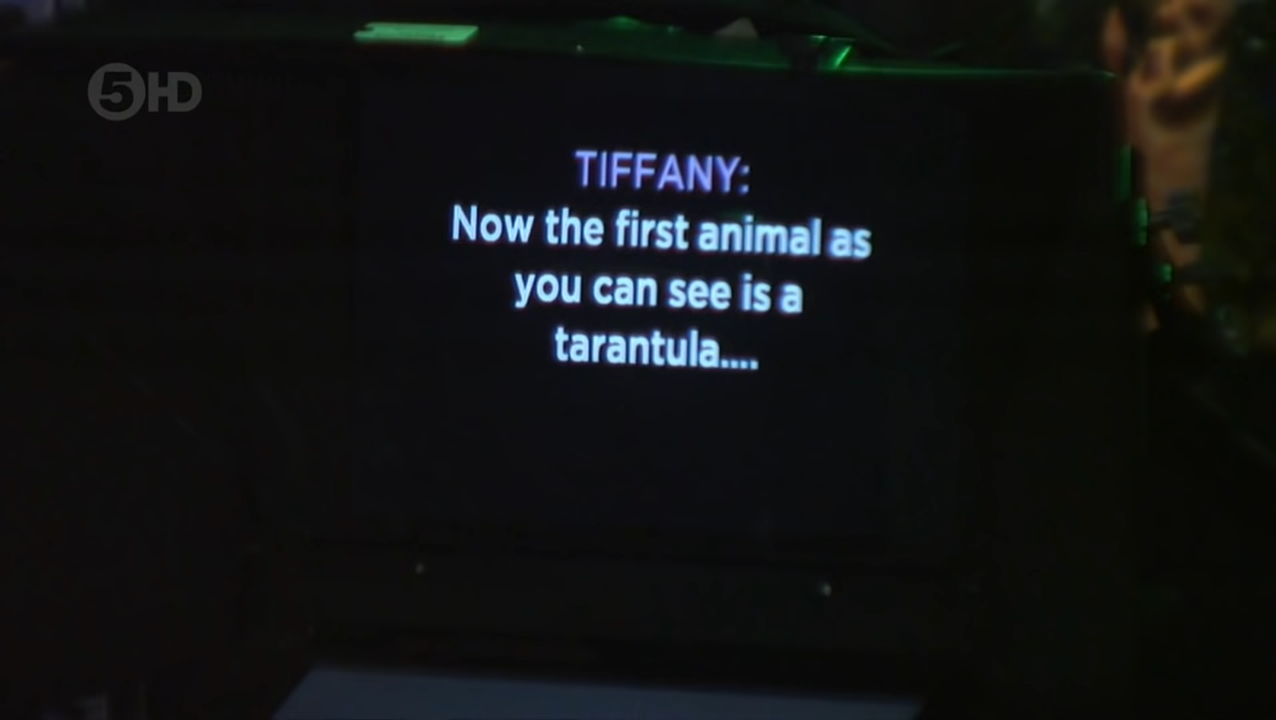 5HD
TIFFANY:
Now the first animal as
you can see is a
tarantula....